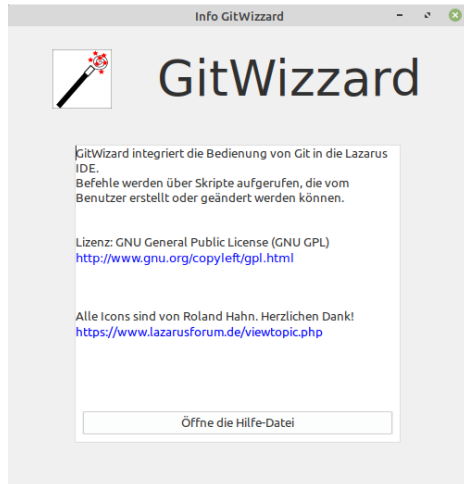 Info GitWizzard
GitWizzard
GitWizard integriert die Bedienung von Git in die Lazarus
IDE.
Befehle werden über Skripte aufgerufen, die vom
Benutzer erstellt oder geändert werden können.
Lizenz: GNU General Public License (GNU GPL)
http://www.gnu.org/copyleft/gpl.html
Alle Icons sind von Roland Hahn. Herzlichen Dank!
https://www.lazarusforum.de/viewtopic.php
Öffne die Hilfe-Datei